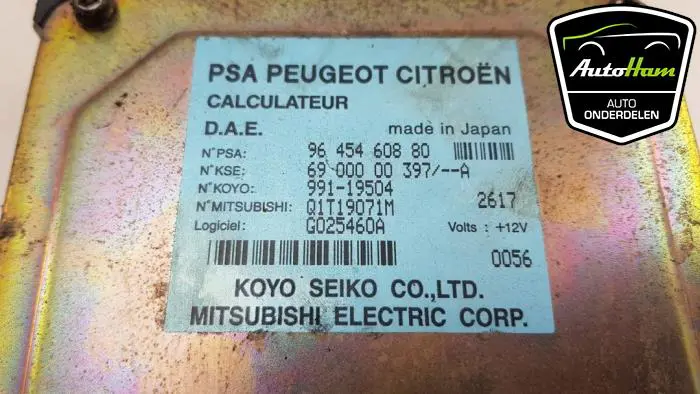 PSA PEUGEOT CITROËN
CALCULATEUR
D.A.E. made in Japan
N°PSA: 96 454 608 80
N°KSE: 69 000 00 397/--A
N°KOYO: 991-19504
N°MITSUBISHI: Q1T19071M 2617
Logiciel: G025460A Volts : +12V
0056
KOYO SEIKO CO.,LTD.
MITSUBISHI ELECTRIC CORP.
AutoHam
AUTO
ONDERDELEN